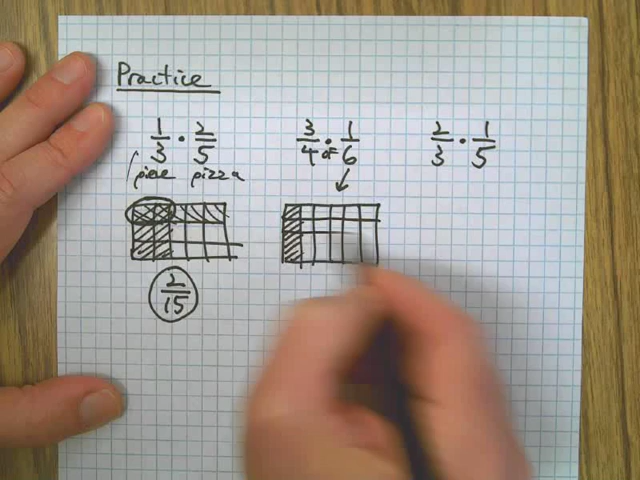 Practice
1/3 · 2/5
3/4 · 1/6
2/3 · 1/5
of
piece pizza
2/15